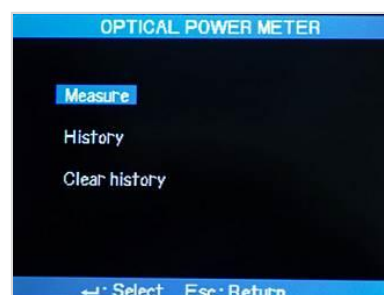 OPTICAL POWER METER
Measure
History
Clear history
↵: Select Esc: Return